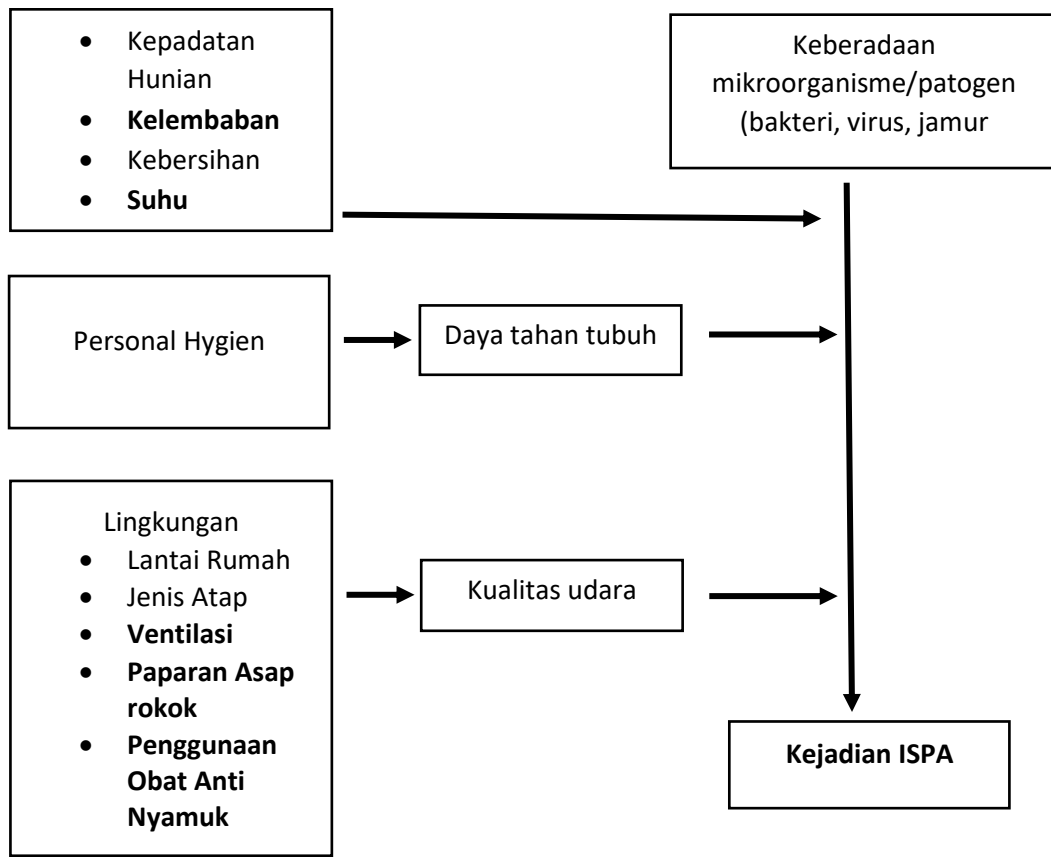 • Kepadatan
Hunian
• Kelembaban
• Kebersihan
• Suhu
Keberadaan
mikroorganisme/patogen
(bakteri, virus, jamur
Personal Hygien
Daya tahan tubuh
Lingkungan
• Lantai Rumah
• Jenis Atap
• Ventilasi
• Paparan Asap
rokok
• Penggunaan
Obat Anti
Nyamuk
Kualitas udara
Kejadian ISPA